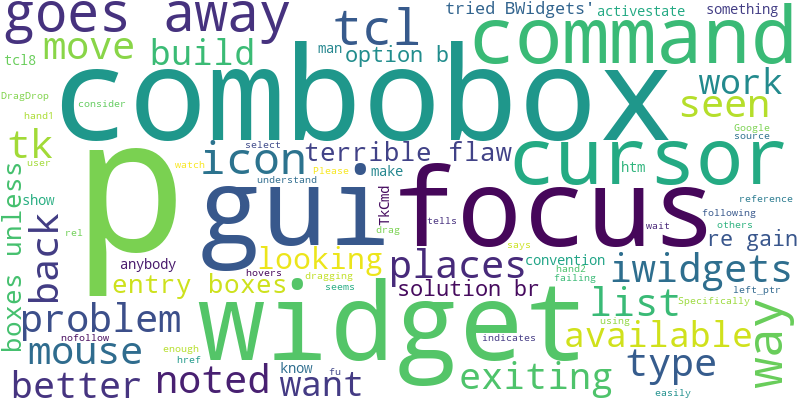 goes away
tcl
tried BWidgets'
activestate
something
command
move
build
man
option b
tcl8
DragDrop
consider
hand1
combobox
work
seen
Google
source
tk
user
icon
terrible flaw
cursor
select
make
htm
watch
Please
understand
show
boxes unless
rel
back
p
gui
focus
TkCmd
tells
drag
wait
reference
following
others
re gain
anybody
hovers
looking
places
says
convention
iwidgets
entry boxes
dragging
seems
solution br
hand2
failing
left_ptr
problem
widget
list
Specifically
available
way
nofollow
mouse
enough
href
indicates
using
type
better
noted
know
want
fu
exiting
easily